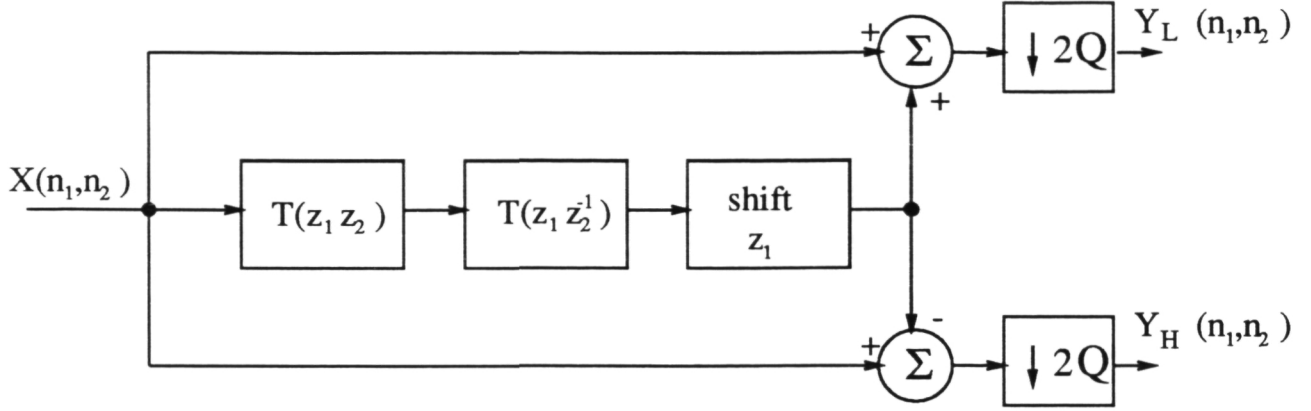 + Σ ↓ 2Q Y_L (n₁,n₂)
+
X(n₁,n₂) T(z₁ z₂) T(z₁ z₂⁻¹) shift
z₁
-
+ Σ ↓ 2Q Y_H (n₁,n₂)